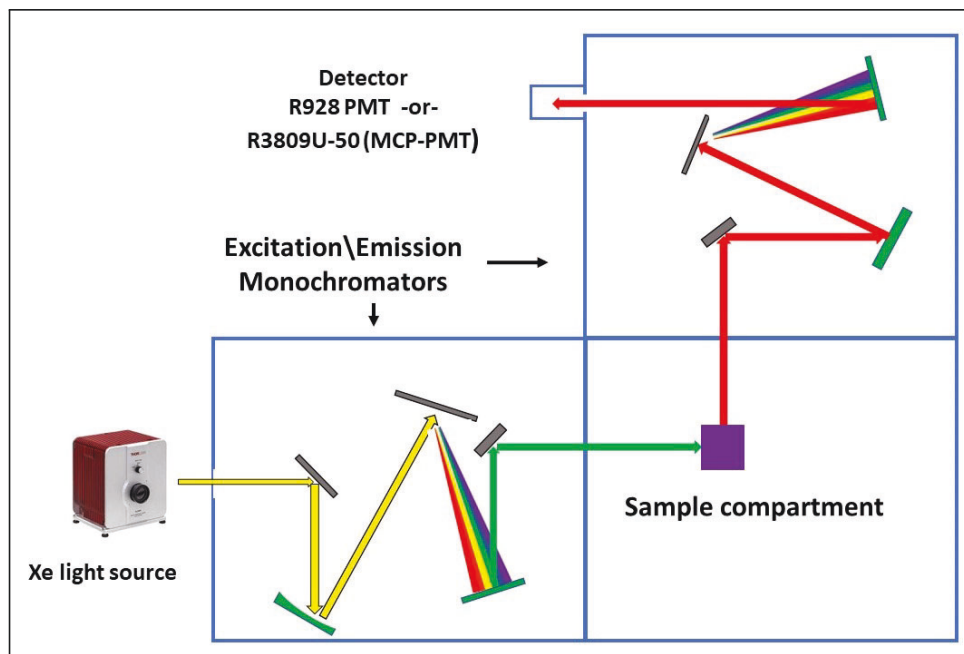 Detector
R928 PMT -or-
R3809U-50 (MCP-PMT)
Excitation\Emission
Monochromators
Sample compartment
Xe light source